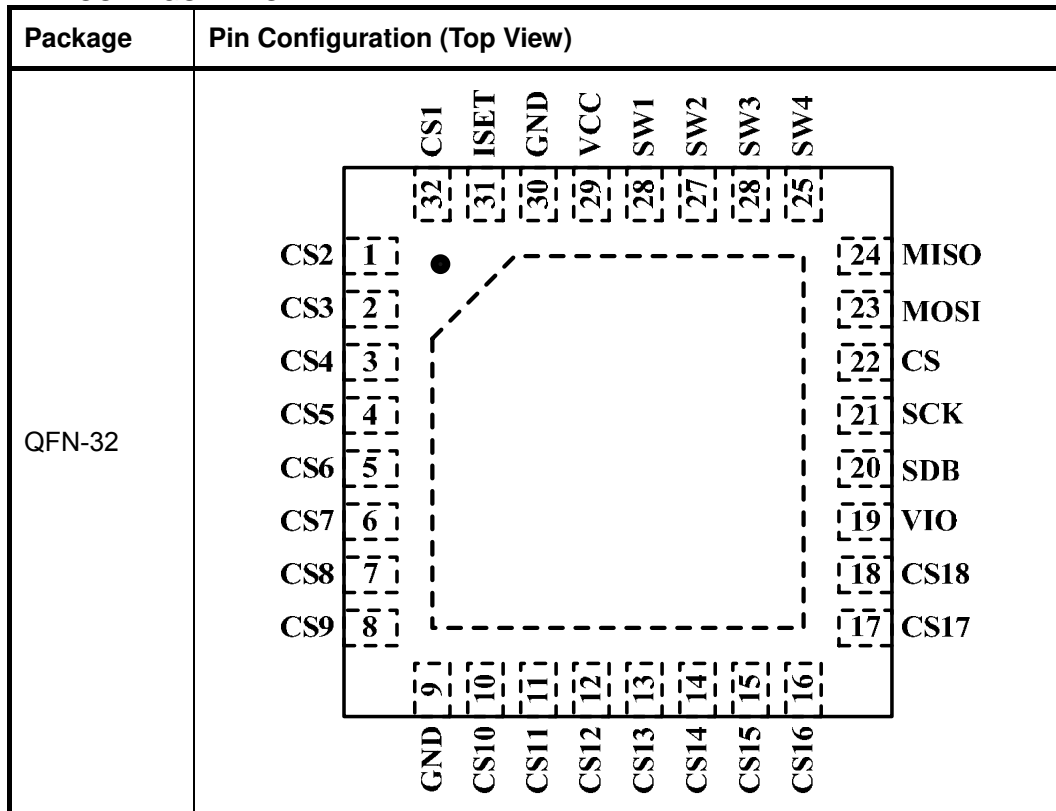 Package Pin Configuration (Top View)
QFN-32
CS1 ISET GND VCC SW1 SW2 SW3 SW4
32 31 30 29 28 27 28 25
CS2 1 24 MISO
CS3 2 23 MOSI
CS4 3 22 CS
CS5 4 21 SCK
CS6 5 20 SDB
CS7 6 19 VIO
CS8 7 18 CS18
CS9 8 17 CS17
9 10 11 12 13 14 15 16
GND CS10 CS11 CS12 CS13 CS14 CS15 CS16